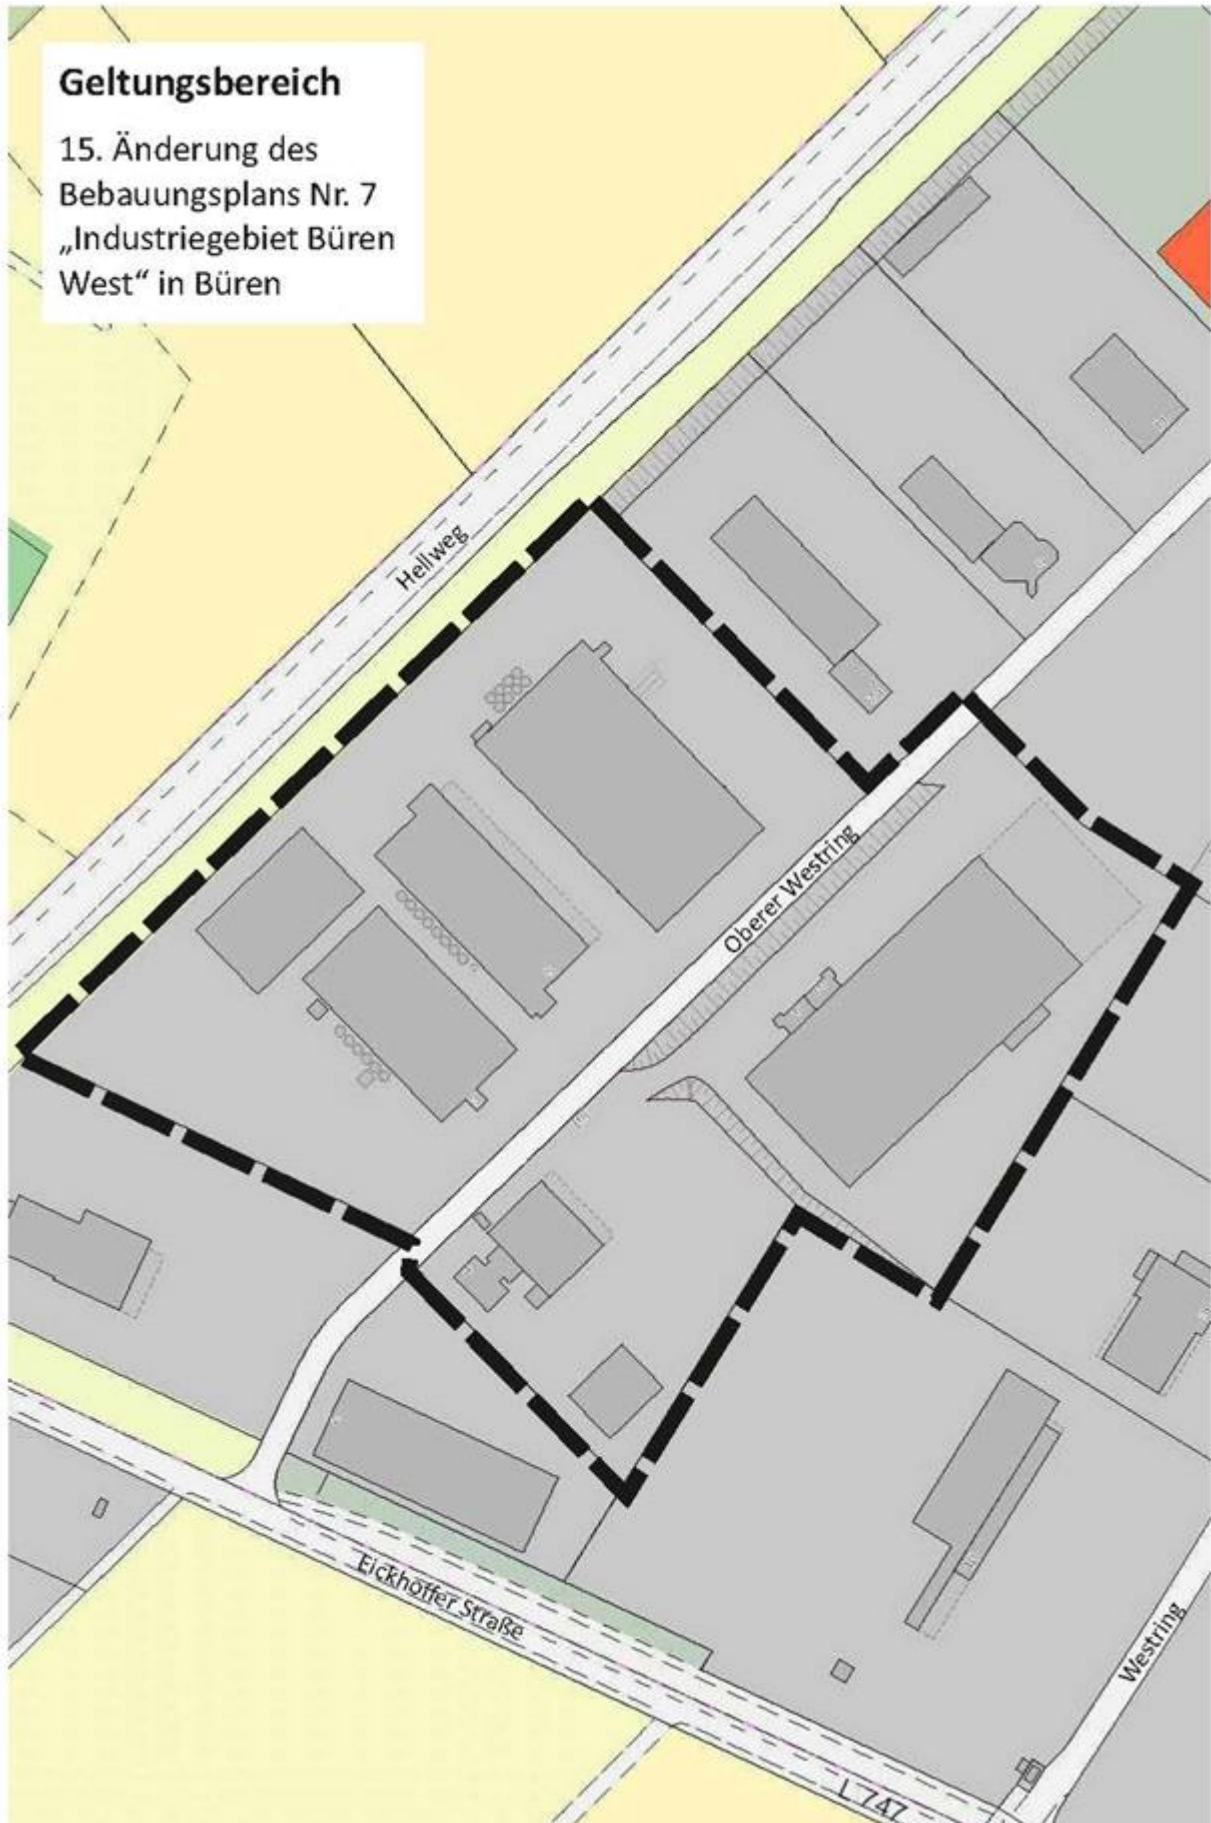 Geltungsbereich
15. Änderung des
Bebauungsplans Nr. 7
„Industriegebiet Büren
West“ in Büren
Hellweg
Oberer Westring
Eickhoffer Straße
Westring
L 747